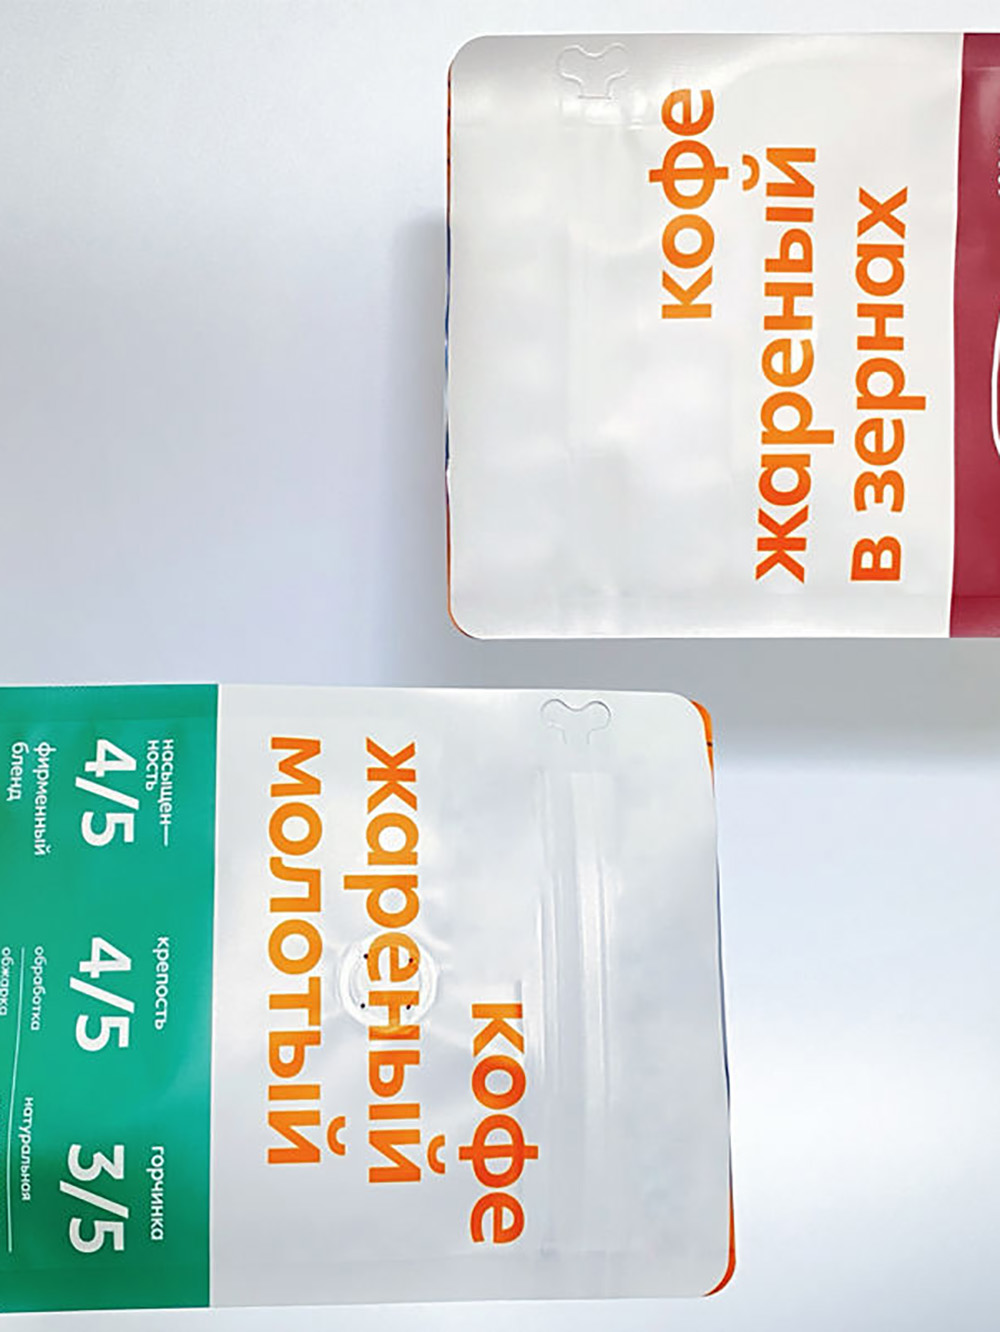 кофе
жареный
в зернах
кофе
жареный
молотый
насыщен—
ность
4/5
крепость
4/5
горчинка
3/5
фирменный
бленд
обработка
натуральная
обжарка